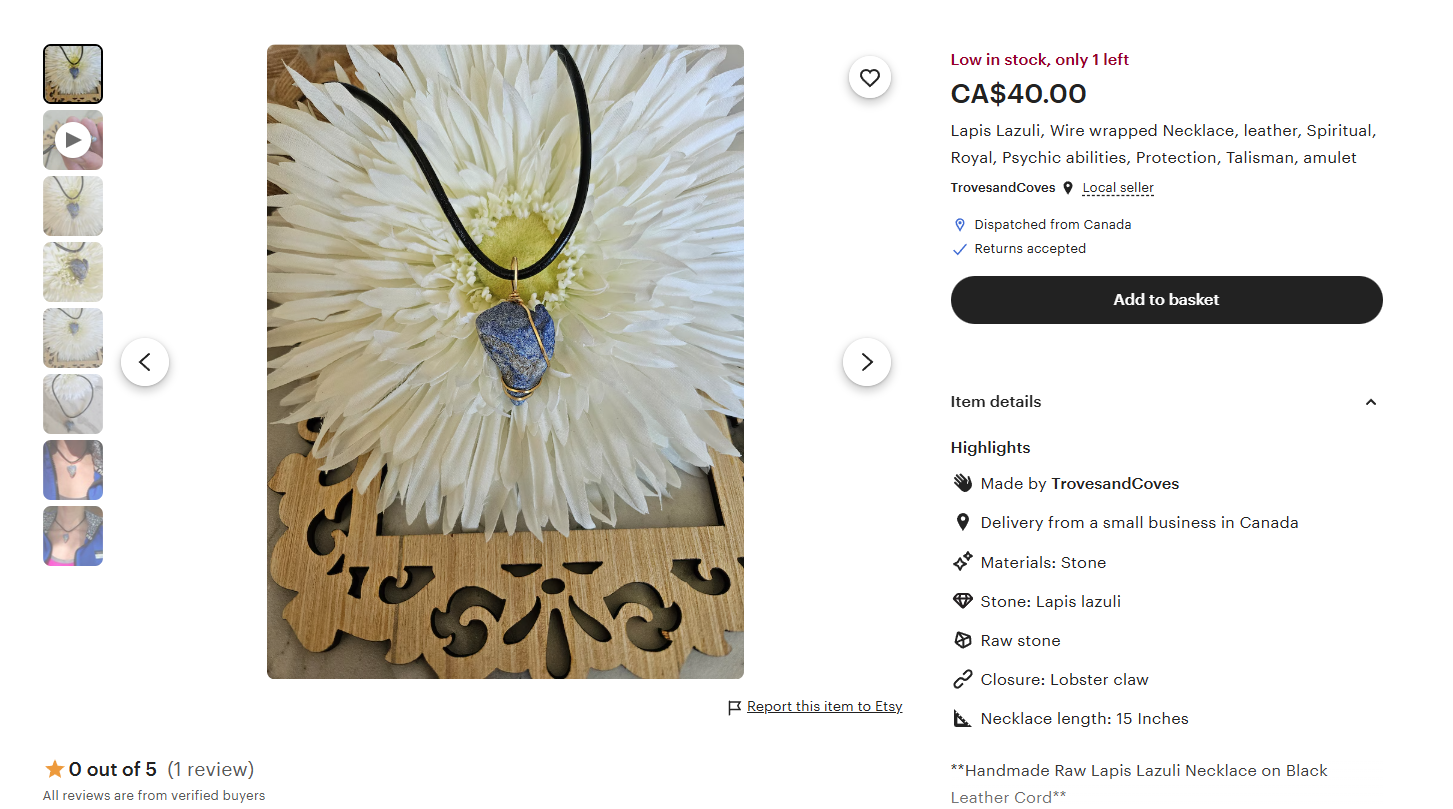 Low in stock, only 1 left
CA$40.00
Lapis Lazuli, Wire wrapped Necklace, leather, Spiritual,
Royal, Psychic abilities, Protection, Talisman, amulet
TrovesandCoves Local seller
Dispatched from Canada
Returns accepted
Add to basket
Item details
Highlights
Made by TrovesandCoves
Delivery from a small business in Canada
Materials: Stone
Stone: Lapis lazuli
Raw stone
Closure: Lobster claw
Necklace length: 15 Inches
**Handmade Raw Lapis Lazuli Necklace on Black
Leather Cord**
Report this item to Etsy
0 out of 5 (1 review)
All reviews are from verified buyers